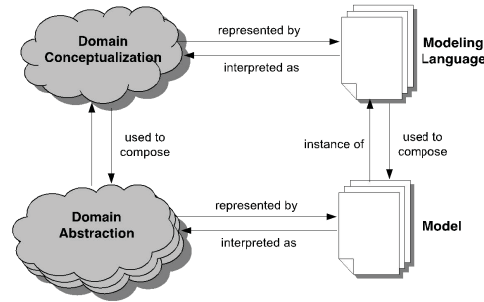 represented by
Domain
Conceptualization
Modeling
Language
interpreted as
used to
compose
instance of
used to
compose
represented by
Domain
Abstraction
Model
interpreted as